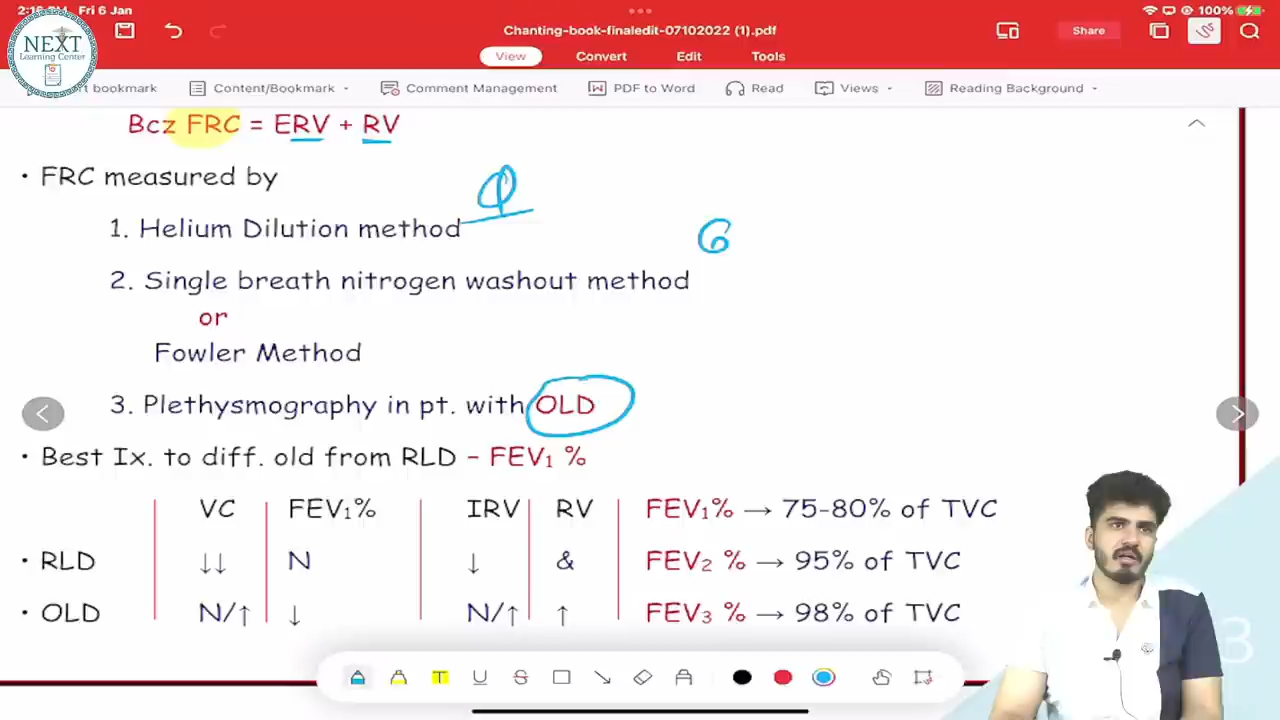 2:16 PM Fri 6 Jan
100%
NEXT
Learning Center
Chanting-book-finaledit-07102022 (1).pdf
Share
View Convert Edit Tools
bookmark Content/Bookmark Comment Management PDF to Word Read Views Reading Background
Bcz FRC = ERV + RV
• FRC measured by
1. Helium Dilution method
2. Single breath nitrogen washout method
or
Fowler Method
3. Plethysmography in pt. with OLD
• Best Ix. to diff. old from RLD - FEV₁ %
VC FEV₁% IRV RV FEV₁% → 75-80% of TVC
• RLD ↓↓ N ↓ & FEV₂ % → 95% of TVC
• OLD N/↑ ↓ N/↑ ↑ FEV₃ % → 98% of TVC
T U S